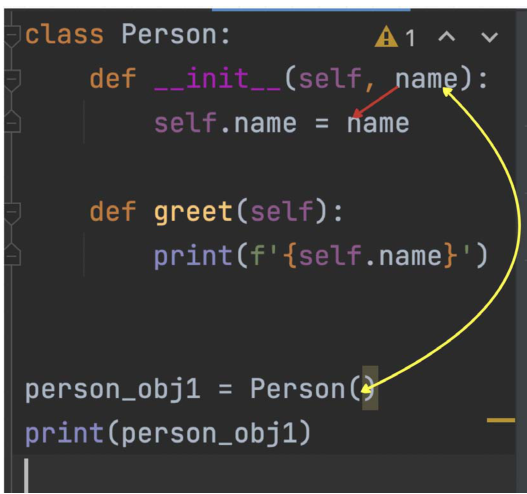 class Person:
1
def __init__(self, name):
self.name = name
def greet(self):
print(f'{self.name}')
person_obj1 = Person()
print(person_obj1)